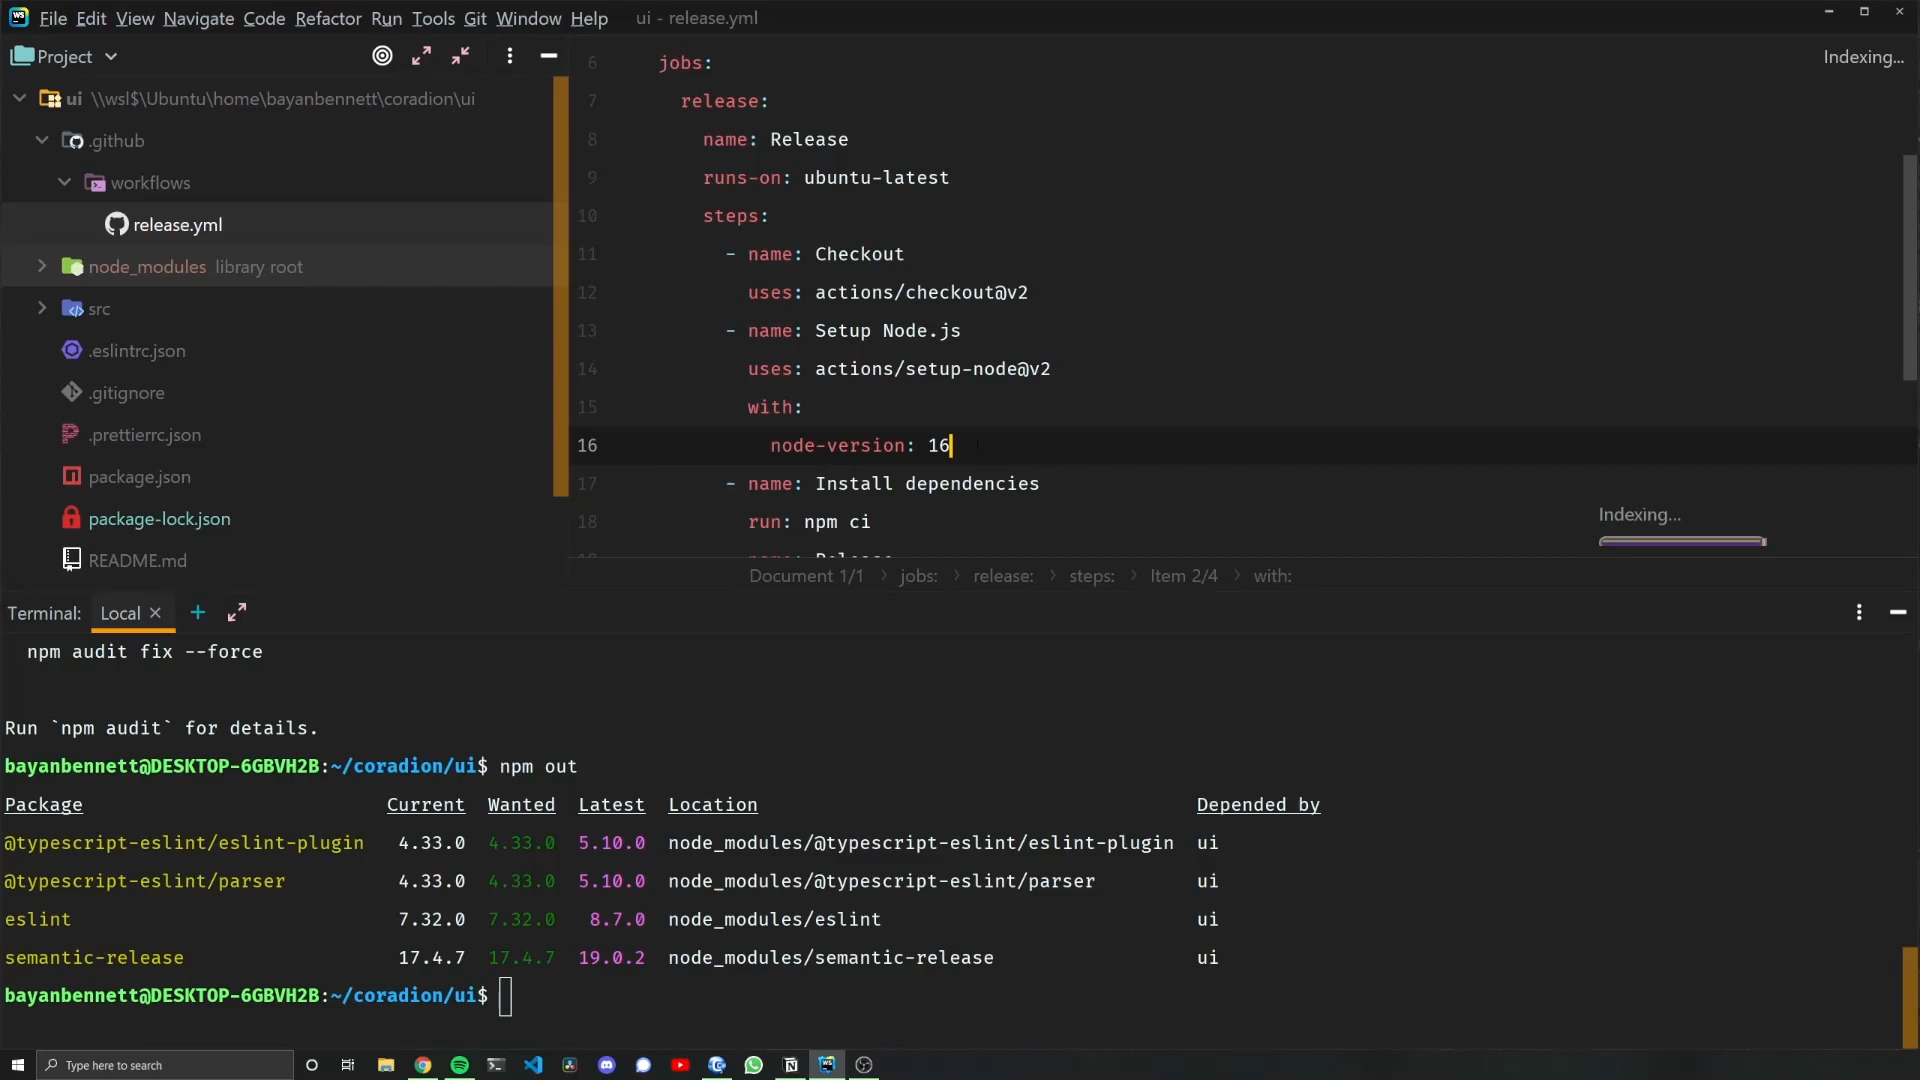 File Edit View Navigate Code Refactor Run Tools Git Window Help ui - release.yml
Project
Indexing...
ui \\wsl$\Ubuntu\home\bayanbennett\coradion\ui
.github
workflows
release.yml
node_modules library root
src
.eslintrc.json
.gitignore
.prettierrc.json
package.json
package-lock.json
README.md
6 jobs:
7 release:
8 name: Release
9 runs-on: ubuntu-latest
10 steps:
11 - name: Checkout
12 uses: actions/checkout@v2
13 - name: Setup Node.js
14 uses: actions/setup-node@v2
15 with:
16 node-version: 16
17 - name: Install dependencies
18 run: npm ci
Indexing...
Document 1/1 jobs: release: steps: Item 2/4 with:
Terminal: Local
npm audit fix --force
Run `npm audit` for details.
bayanbennett@DESKTOP-6GBVH2B:~/coradion/ui$ npm out
Package Current Wanted Latest Location Depended by
@typescript-eslint/eslint-plugin 4.33.0 4.33.0 5.10.0 node_modules/@typescript-eslint/eslint-plugin ui
@typescript-eslint/parser 4.33.0 4.33.0 5.10.0 node_modules/@typescript-eslint/parser ui
eslint 7.32.0 7.32.0 8.7.0 node_modules/eslint ui
semantic-release 17.4.7 17.4.7 19.0.2 node_modules/semantic-release ui
bayanbennett@DESKTOP-6GBVH2B:~/coradion/ui$
Type here to search